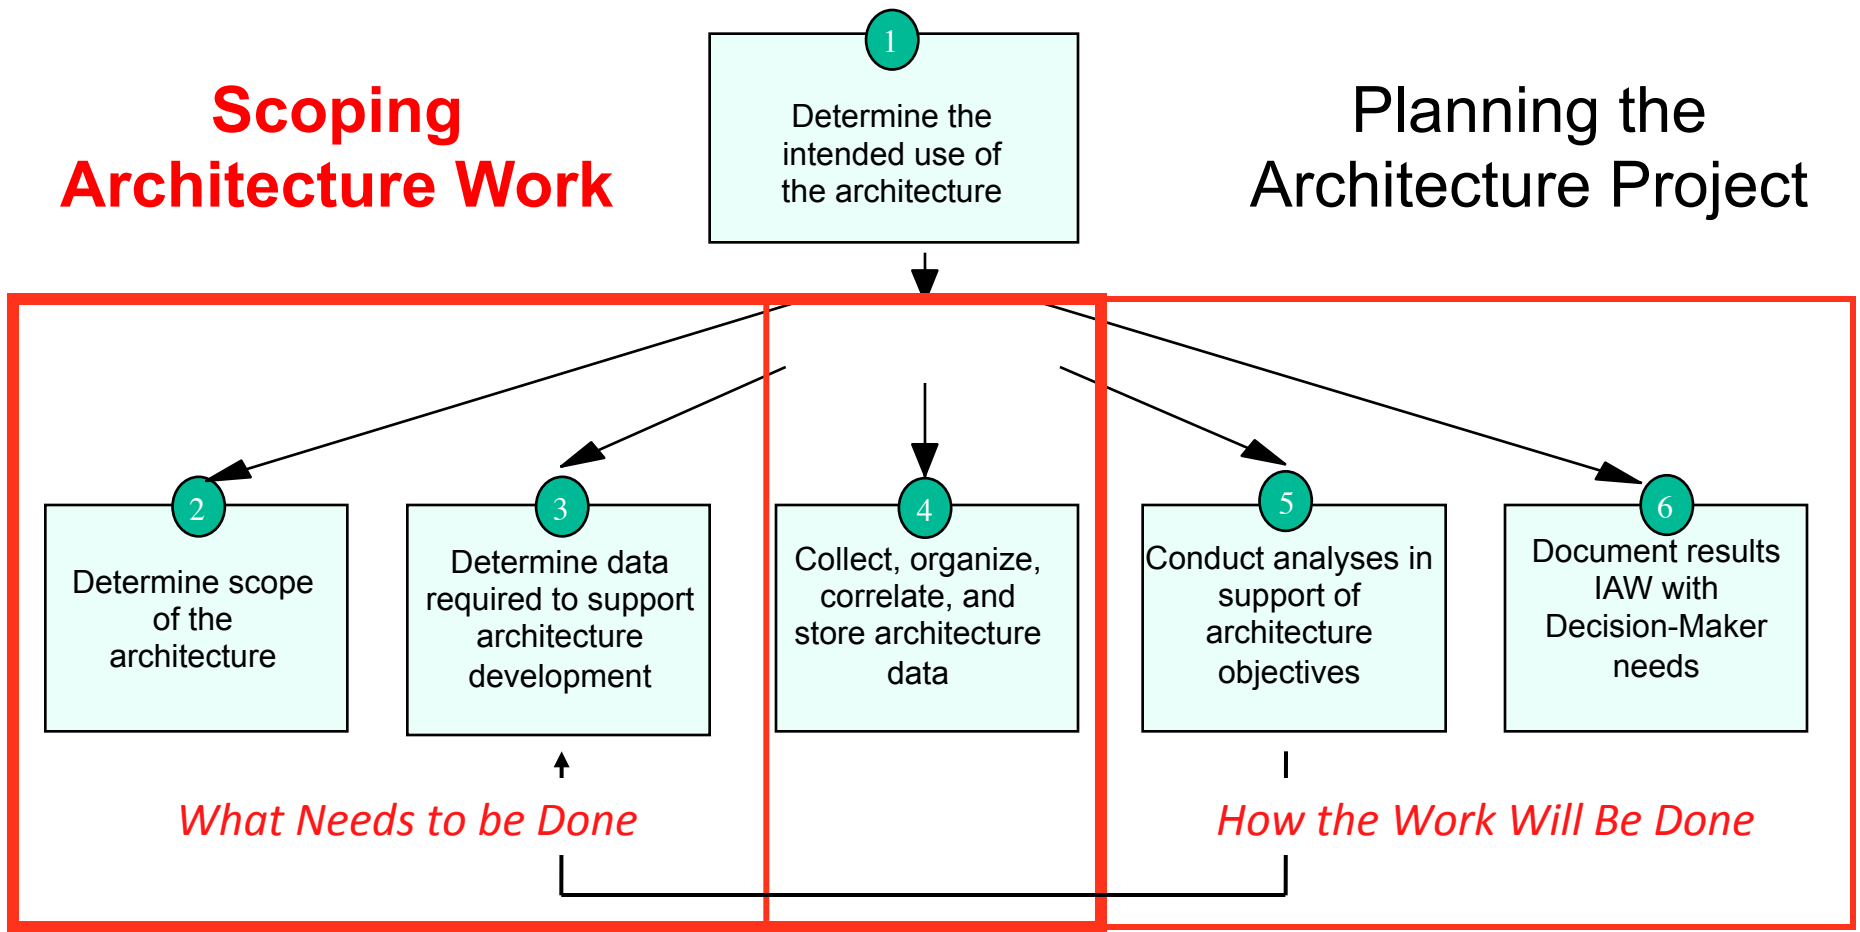 Scoping
Architecture Work
1
Determine the
intended use of
the architecture
Planning the
Architecture Project
2
Determine scope
of the
architecture
3
Determine data
required to support
architecture
development
4
Collect, organize,
correlate, and
store architecture
data
5
Conduct analyses in
support of
architecture
objectives
6
Document results
IAW with
Decision-Maker
needs
What Needs to be Done
How the Work Will Be Done